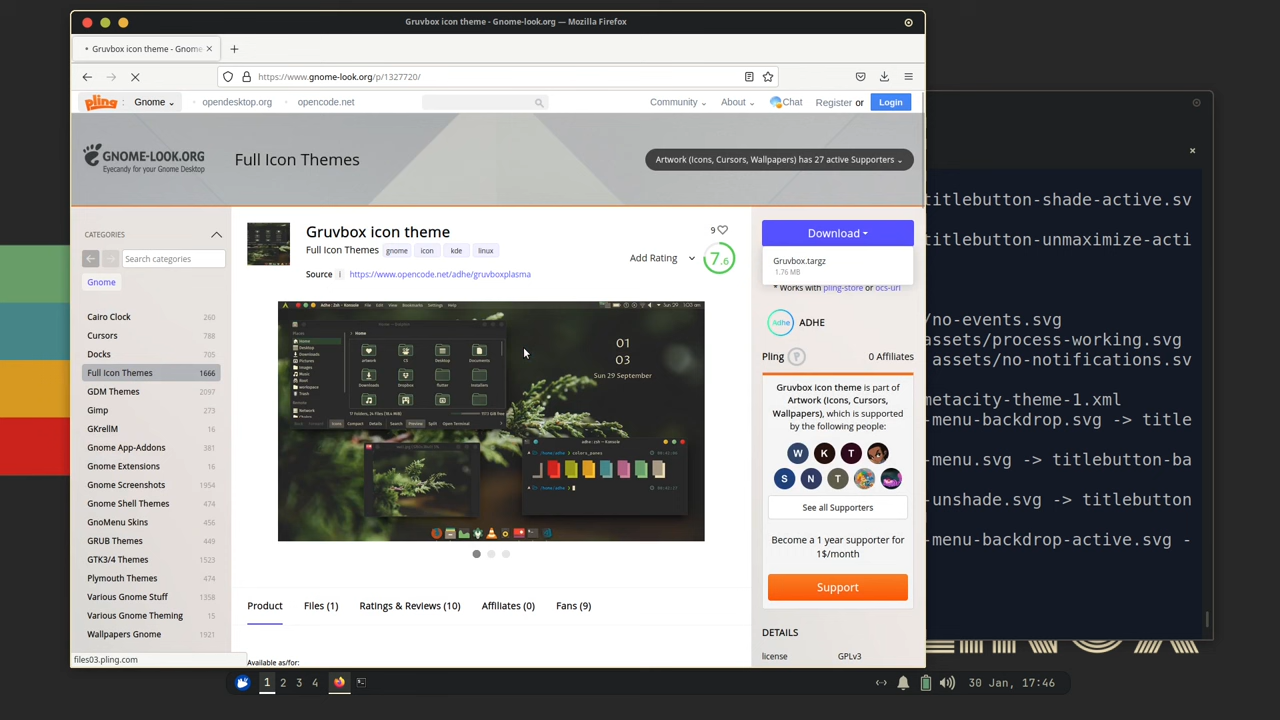 Gruvbox icon theme - Gnome-look.org — Mozilla Firefox
Gruvbox icon theme - Gnome
https://www.gnome-look.org/p/1327720/
pling : Gnome opendesktop.org opencode.net Community About Chat Register or Login
GNOME-LOOK.ORG
Eyecandy for your Gnome Desktop
Full Icon Themes
Artwork (Icons, Cursors, Wallpapers) has 27 active Supporters
CATEGORIES
Search categories
Gnome
Cairo Clock 260
Cursors 788
Docks 705
Full Icon Themes 1666
GDM Themes 2097
Gimp 273
GKrellM 16
Gnome App-Addons 381
Gnome Extensions 16
Gnome Screenshots 1954
Gnome Shell Themes 474
GnoMenu Skins 456
GRUB Themes 449
GTK3/4 Themes 1523
Plymouth Themes 474
Various Gnome Stuff 1358
Various Gnome Theming 15
Wallpapers Gnome 1921
files03.pling.com
Gruvbox icon theme
Full Icon Themes gnome icon kde linux
Source i https://www.opencode.net/adhe/gruvboxplasma
9
Add Rating
7.6
01
03
Sun 29 September
Product Files (1) Ratings & Reviews (10) Affiliates (0) Fans (9)
Available as/for:
Download
Gruvbox.targz
1.76 MB
* Works with pling-store or ocs-url
Adhe ADHE
Pling P 0 Affiliates
Gruvbox icon theme is part of
Artwork (Icons, Cursors,
Wallpapers), which is supported
by the following people:
W K T
S N T
See all Supporters
Become a 1 year supporter for
1$/month
Support
DETAILS
license GPLv3
titlebutton-shade-active.sv
titlebutton-unmaximize-acti
/no-events.svg
assets/process-working.svg
assets/no-notifications.sv
metacity-theme-1.xml
-menu-backdrop.svg -> title
-menu.svg -> titlebutton-ba
-unshade.svg -> titlebutton
-menu-backdrop-active.svg -
1 2 3 4
30 Jan, 17:46